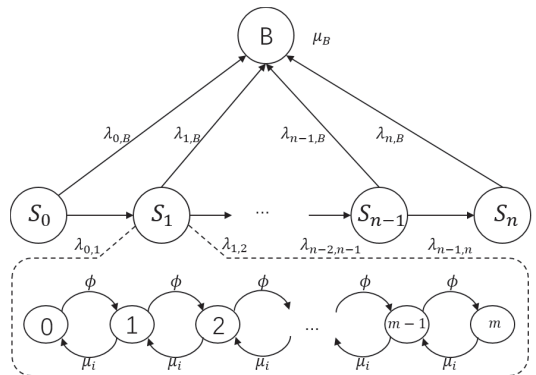 B μ_B
λ_{0,B} λ_{1,B} λ_{n−1,B} λ_{n,B}
S_0 S_1 ... S_{n−1} S_n
λ_{0,1} λ_{1,2} λ_{n−2,n−1} λ_{n−1,n}
ϕ ϕ ϕ ϕ ϕ
0 1 2 ... m − 1 m
μ_i μ_i μ_i μ_i μ_i